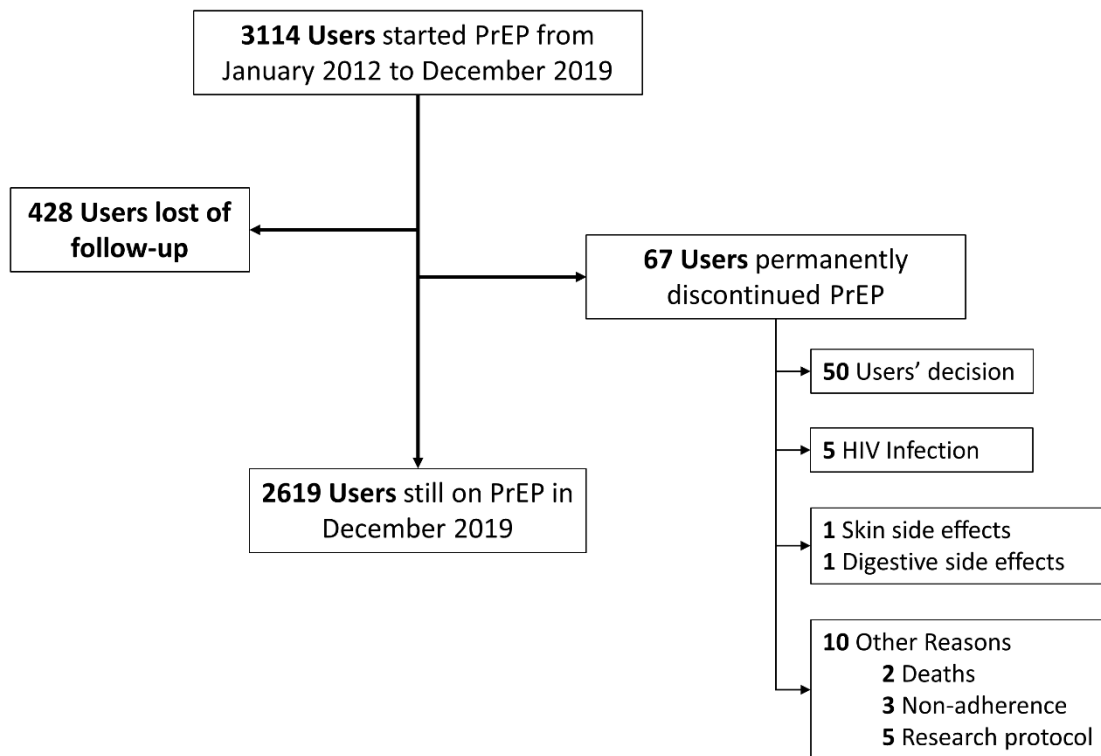 3114 Users started PrEP from
January 2012 to December 2019
428 Users lost of
follow-up
67 Users permanently
discontinued PrEP
50 Users’ decision
5 HIV Infection
2619 Users still on PrEP in
December 2019
1 Skin side effects
1 Digestive side effects
10 Other Reasons
2 Deaths
3 Non-adherence
5 Research protocol